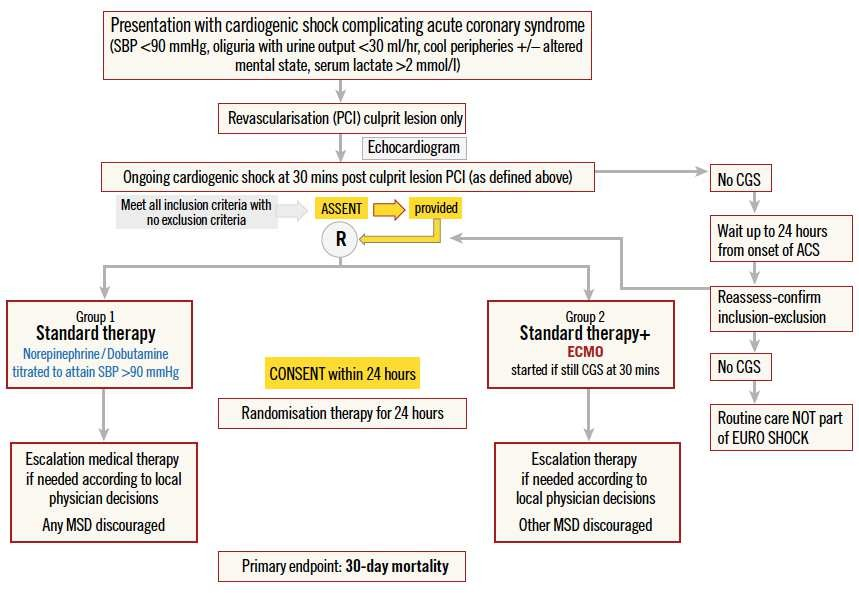 Presentation with cardiogenic shock complicating acute coronary syndrome
(SBP <90 mmHg, oliguria with urine output <30 ml/hr, cool peripheries +/– altered
mental state, serum lactate >2 mmol/l)
Revascularisation (PCI) culprit lesion only
Echocardiogram
Ongoing cardiogenic shock at 30 mins post culprit lesion PCI (as defined above)
No CGS
Meet all inclusion criteria with
no exclusion criteria
ASSENT
provided
R
Wait up to 24 hours
from onset of ACS
Reassess-confirm
inclusion-exclusion
No CGS
Routine care NOT part
of EURO SHOCK
Group 1
Standard therapy
Norepinephrine/Dobutamine
titrated to attain SBP >90 mmHg
Group 2
Standard therapy+
ECMO
started if still CGS at 30 mins
CONSENT within 24 hours
Randomisation therapy for 24 hours
Escalation medical therapy
if needed according to local
physician decisions
Any MSD discouraged
Escalation therapy
if needed according to
local physician decisions
Other MSD discouraged
Primary endpoint: 30-day mortality